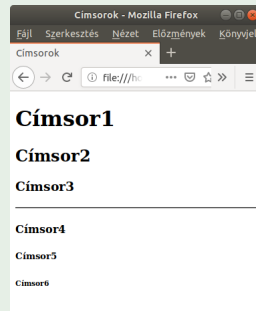 Címsorok - Mozilla Firefox
Fájl Szerkesztés Nézet Előzmények Könyvjel
Címsorok
file:///ho
Címsor1
Címsor2
Címsor3
Címsor4
Címsor5
Címsor6